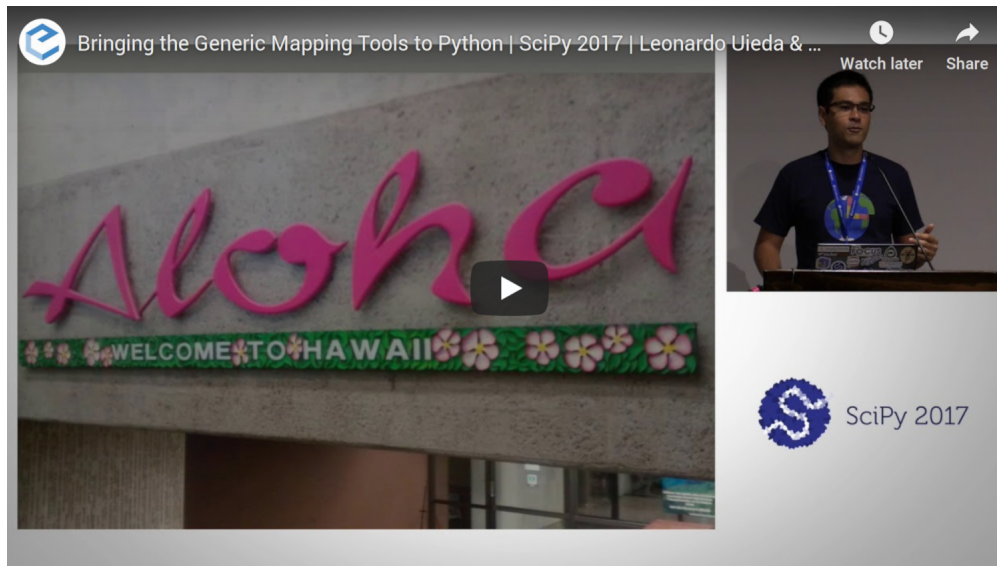 Bringing the Generic Mapping Tools to Python | SciPy 2017 | Leonardo Uieda & ...
Watch later
Share
Aloha
WELCOME TO HAWAII
SciPy 2017